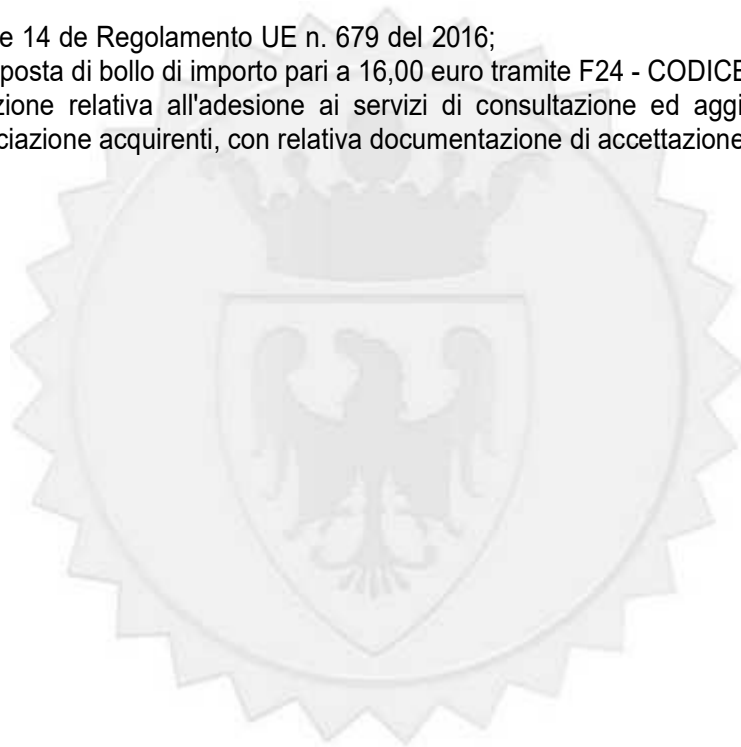 e 14 de Regolamento UE n. 679 del 2016;
posta di bollo di importo pari a 16,00 euro tramite F24 - CODICE
zione relativa all'adesione ai servizi di consultazione ed aggi
ciazione acquirenti, con relativa documentazione di accettazione